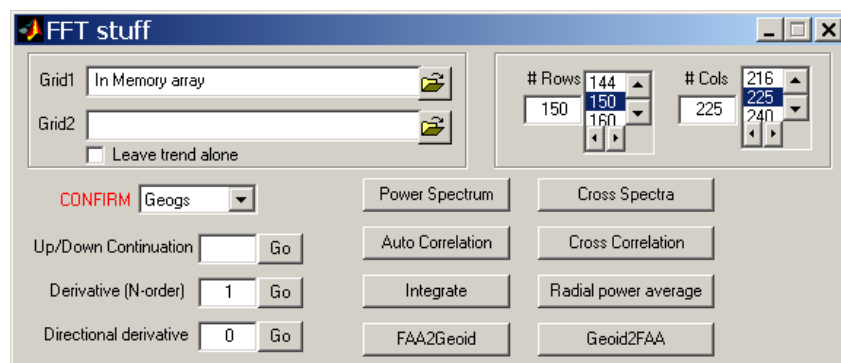 FFT stuff
Grid1 In Memory array
Grid2
Leave trend alone
# Rows 144
150 150
160
# Cols 216
225 225
240
CONFIRM Geogs
Power Spectrum Cross Spectra
Up/Down Continuation Go
Auto Correlation Cross Correlation
Derivative (N-order) 1 Go
Integrate Radial power average
Directional derivative 0 Go
FAA2Geoid Geoid2FAA